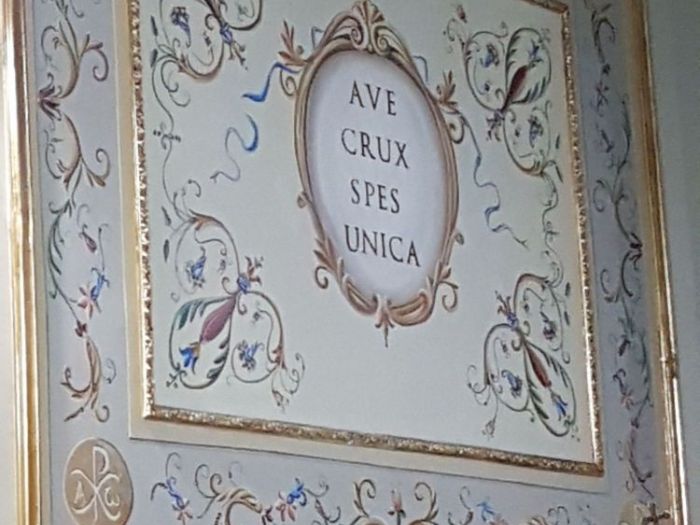 AVE
CRUX
SPES
UNICA
Α Ω